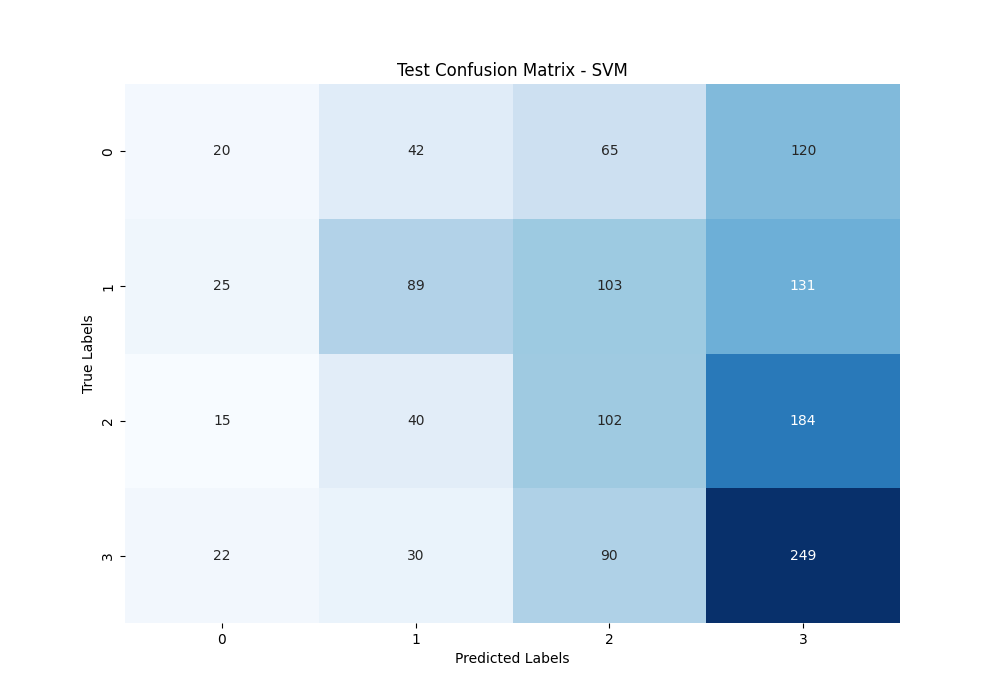 Test Confusion Matrix - SVM
True Labels
0 20 42 65 120
1 25 89 103 131
2 15 40 102 184
3 22 30 90 249
0 1 2 3
Predicted Labels